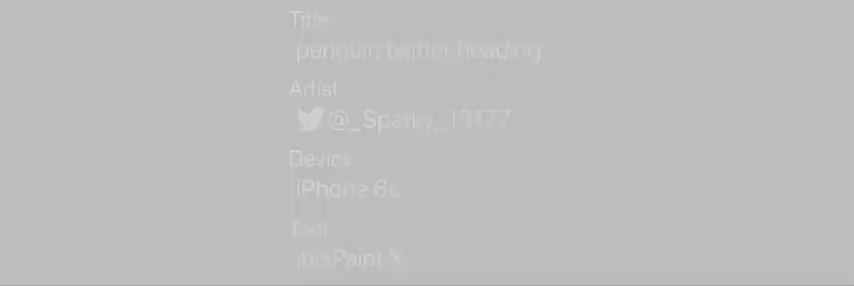 Title
penguin twitter heading
Artist
@_Sparky_13177
Device
iPhone 6s
Tool
ibisPaint X